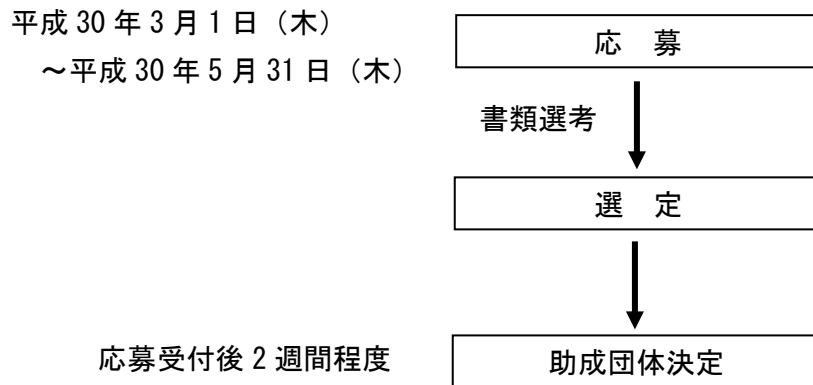 平成 30 年 3 月 1 日（木）
～平成 30 年 5 月 31 日（木）
応　募
書類選考
選　定
応募受付後 2 週間程度
助成団体決定